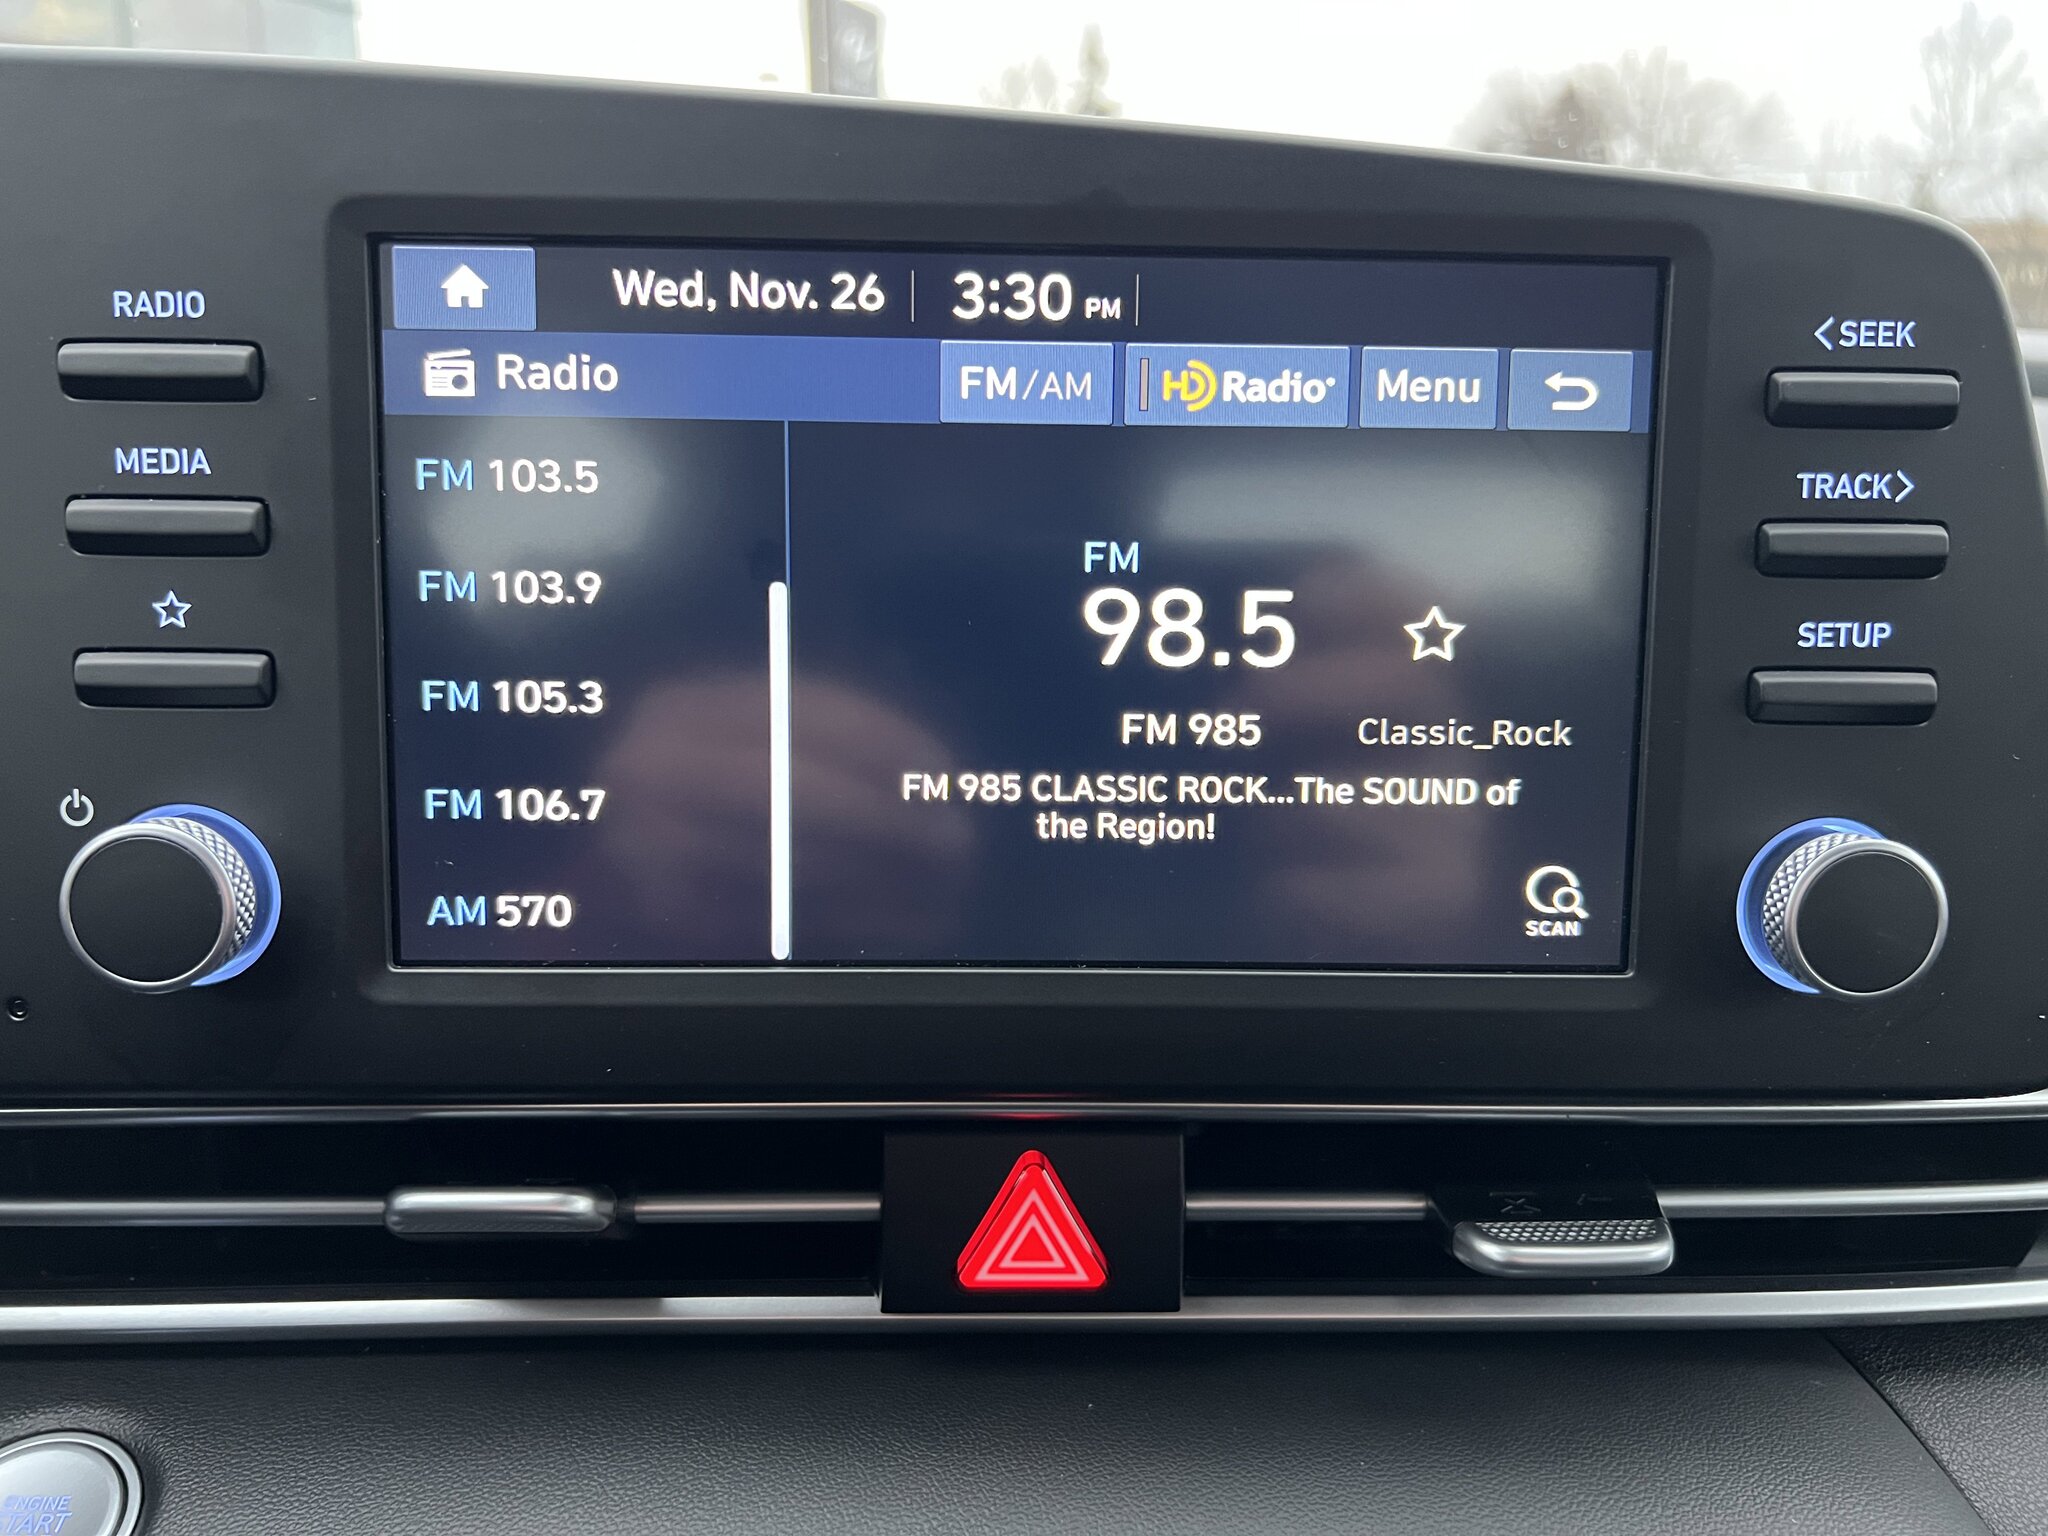 RADIO
MEDIA
Wed, Nov. 26 3:30 PM
Radio FM/AM HD Radio Menu
FM 103.5
FM 103.9
FM 105.3
FM 106.7
AM 570
FM
98.5
FM 985 Classic_Rock
FM 985 CLASSIC ROCK...The SOUND of
the Region!
SCAN
<SEEK
TRACK>
SETUP
ENGINE
START